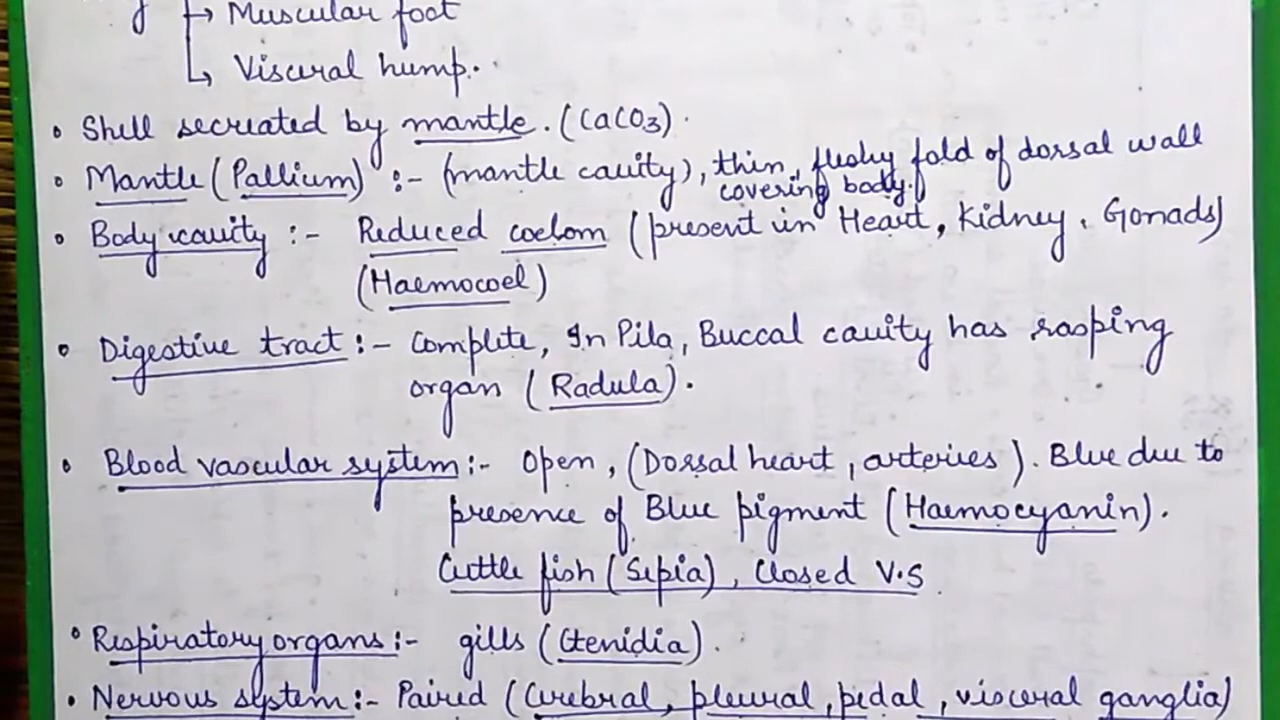 y ↳ Muscular foot
↳ Visceral hump.
• Shell secreated by mantle. (CaCO3).
• Mantle (Pallium) :- (mantle cavity), thin, fleshy fold of dorsal wall
covering body.
• Body cavity :- Reduced coelom (present in Heart, Kidney, Gonads)
(Haemocoel)
• Digestive tract :- Complete, In Pila, Buccal cavity has rasping
organ (Radula).
• Blood vascular system :- Open, (Dorsal heart, arteries). Blue due to
presence of Blue pigment (Haemocyanin).
Cuttle fish (Sepia), Closed V.S
• Respiratory organs :- gills (Ctenidia).
• Nervous system :- Paired (Cerebral, pleural, pedal, visceral ganglia)